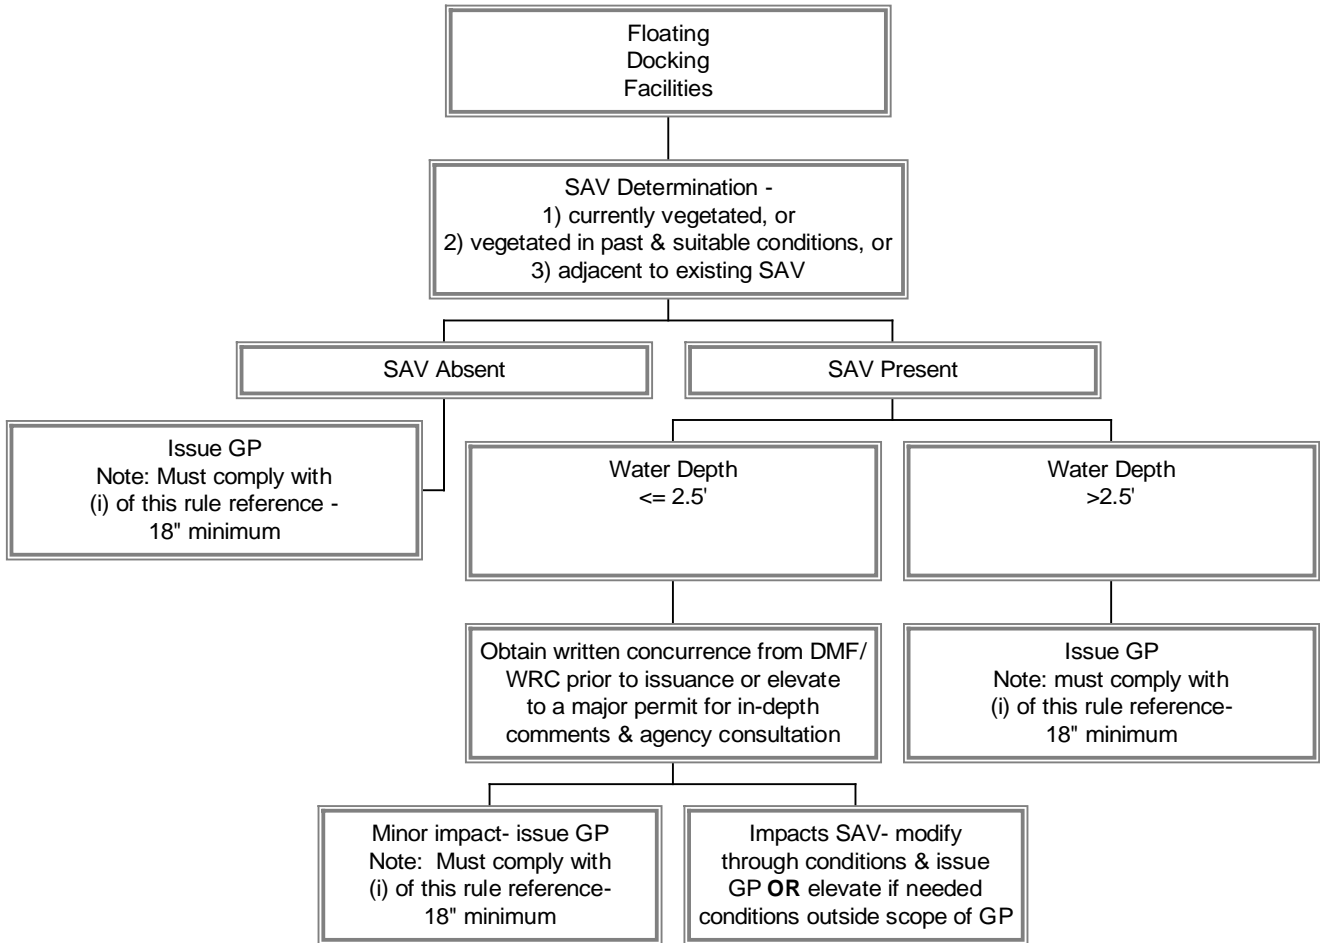 Floating
Docking
Facilities
SAV Determination -
1) currently vegetated, or
2) vegetated in past & suitable conditions, or
3) adjacent to existing SAV
SAV Absent
SAV Present
Issue GP
Note: Must comply with
(i) of this rule reference -
18" minimum
Water Depth
<= 2.5'
Water Depth
>2.5'
Obtain written concurrence from DMF/
WRC prior to issuance or elevate
to a major permit for in-depth
comments & agency consultation
Issue GP
Note: must comply with
(i) of this rule reference-
18" minimum
Minor impact- issue GP
Note:  Must comply with
(i) of this rule reference-
18" minimum
Impacts SAV- modify
through conditions & issue
GP OR elevate if needed
conditions outside scope of GP